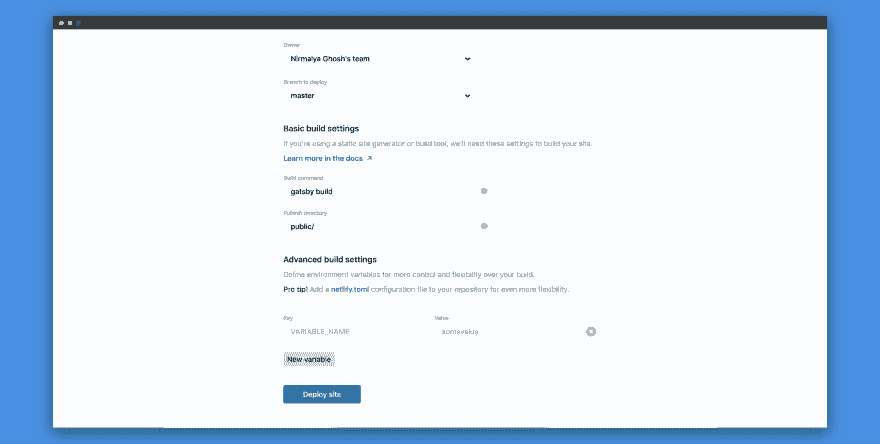 Owner
Nirmalya Ghosh's team
Branch to deploy
master
Basic build settings
If you're using a static site generator or build tool, we'll need these settings to build your site.
Learn more in the docs
Build command
gatsby build
Publish directory
public/
Advanced build settings
Define environment variables for more control and flexibility over your build.
Pro tip! Add a netlify.toml configuration file to your repository for even more flexibility.
Key Value
VARIABLE_NAME somevalue
New variable
Deploy site